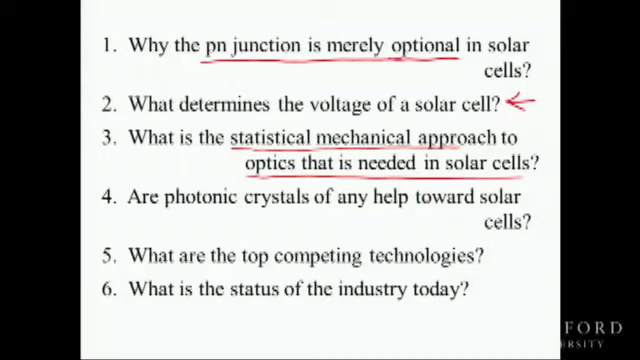 1. Why the pn junction is merely optional in solar
cells?
2. What determines the voltage of a solar cell?
3. What is the statistical mechanical approach to
optics that is needed in solar cells?
4. Are photonic crystals of any help toward solar
cells?
5. What are the top competing technologies?
6. What is the status of the industry today?
FORD
ERSITY